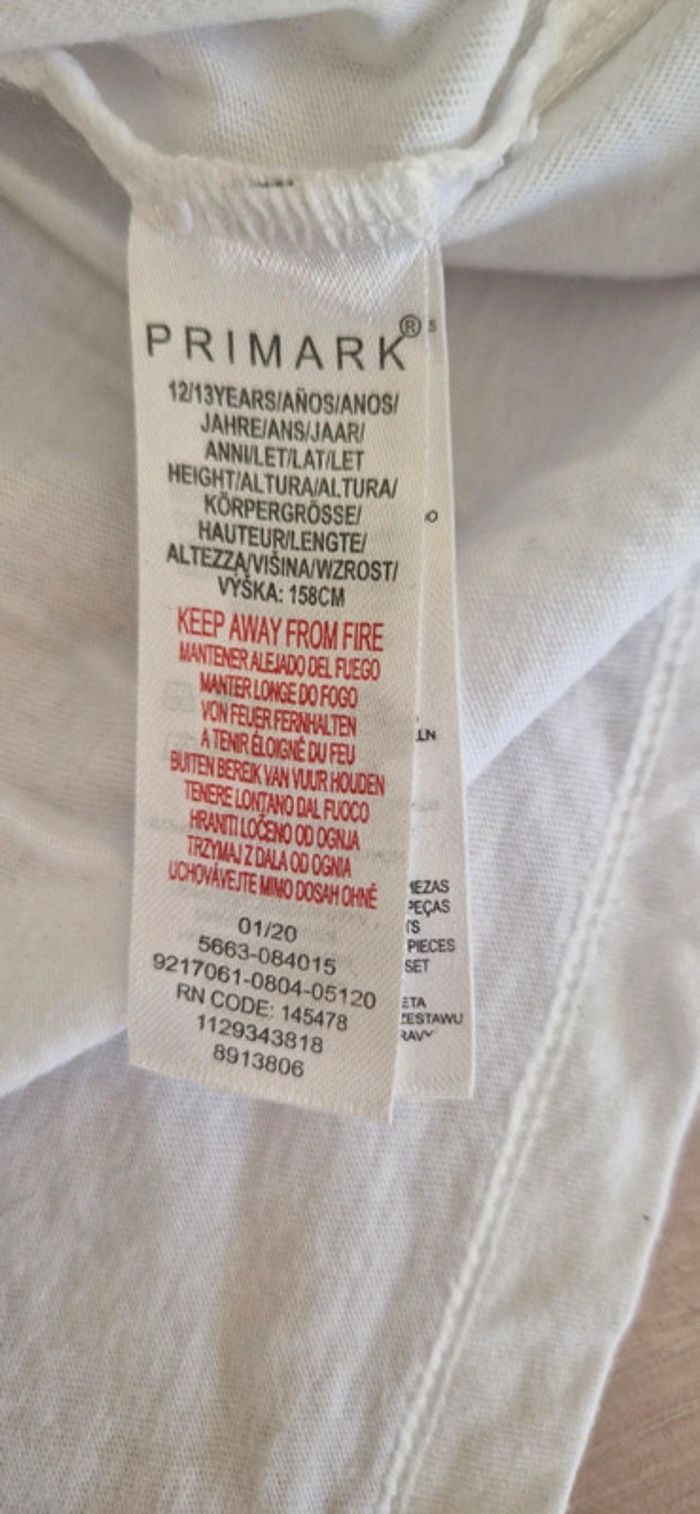 PRIMARK®
12/13YEARS/AÑOS/ANOS/
JAHRE/ANS/JAAR/
ANNI/LET/LAT/LET
HEIGHT/ALTURA/ALTURA/
KÖRPERGRÖSSE/
HAUTEUR/LENGTE/
ALTEZZA/VIŠINA/WZROST/
VÝŠKA: 158CM
KEEP AWAY FROM FIRE
MANTENER ALEJADO DEL FUEGO
MANTER LONGE DO FOGO
VON FEUER FERNHALTEN
A TENIR ÉLOIGNÉ DU FEU
BUITEN BEREIK VAN VUUR HOUDEN
TENERE LONTANO DAL FUOCO
HRANITI LOČENO OD OGNJA
TRZYMAJ Z DALA OD OGNIA
UCHOVÁVEJTE MIMO DOSAH OHNĚ
01/20
5663-084015
9217061-0804-05120
RN CODE: 145478
1129343818
8913806
PIECES
SET